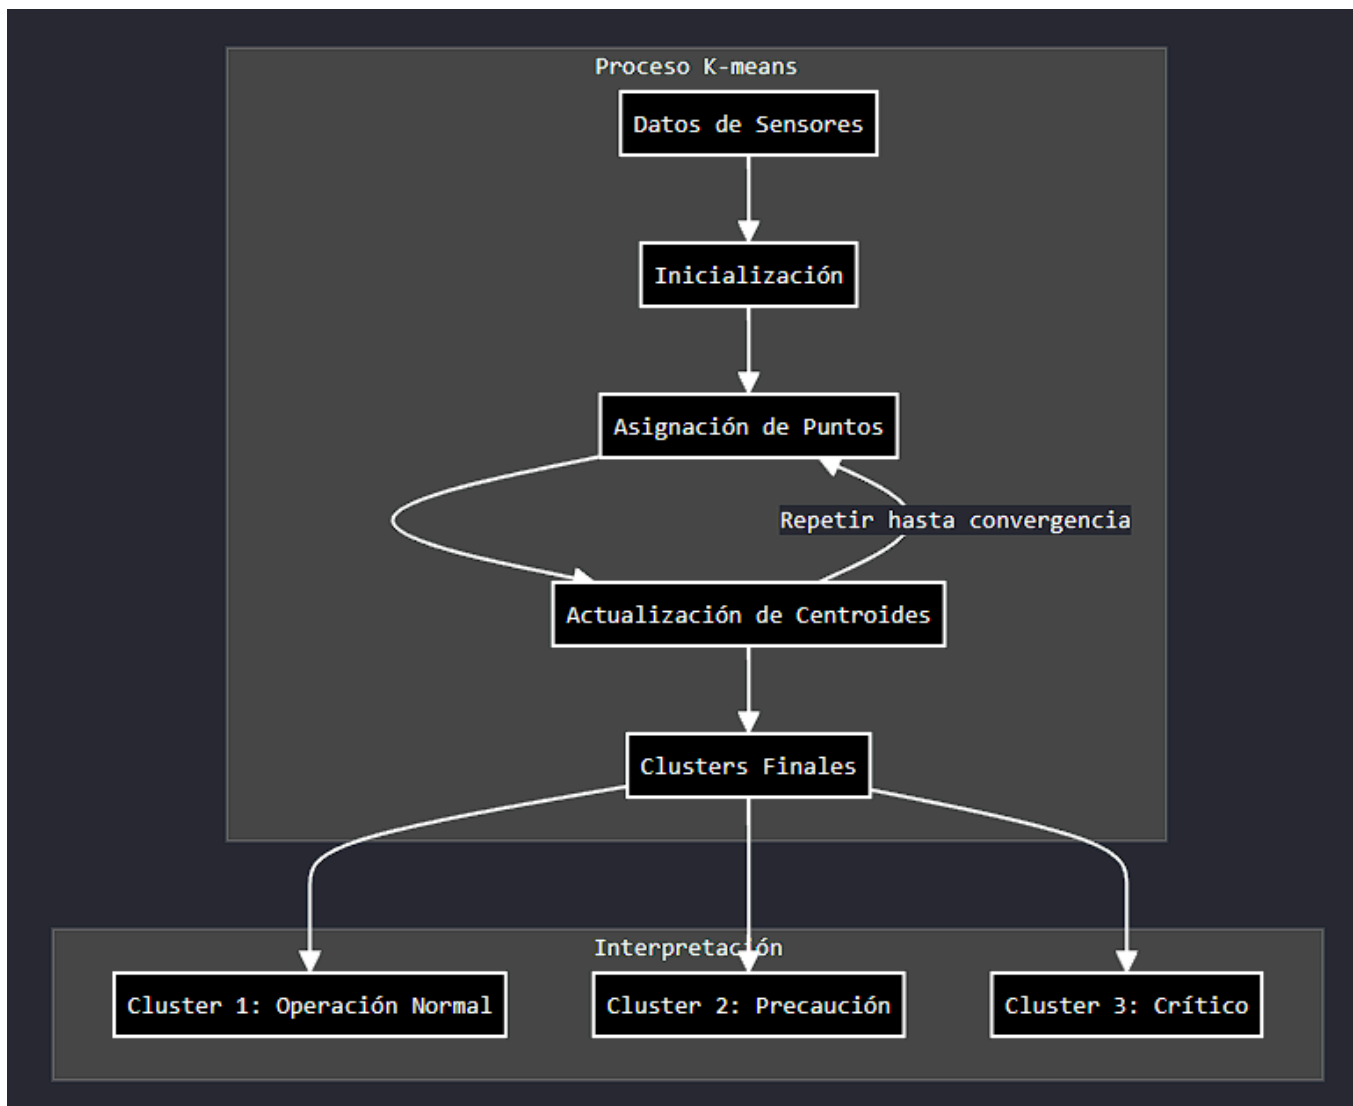 Proceso K-means
Datos de Sensores
Inicialización
Asignación de Puntos
Repetir hasta convergencia
Actualización de Centroides
Clusters Finales
Interpretación
Cluster 1: Operación Normal
Cluster 2: Precaución
Cluster 3: Crítico